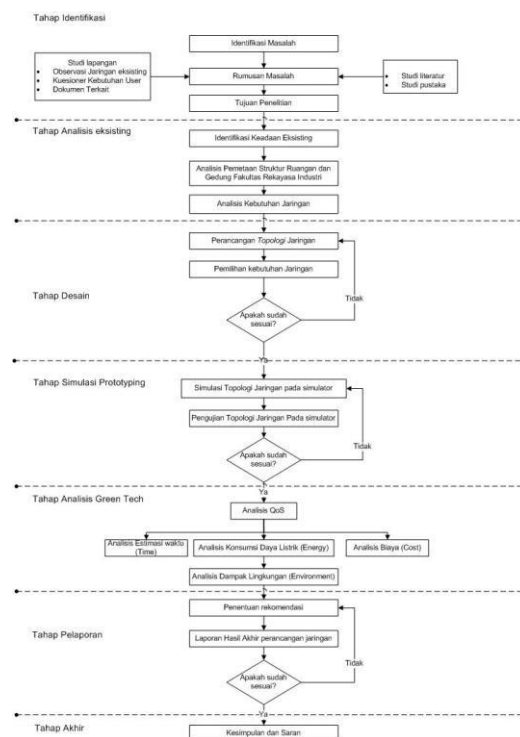 Tahap Identifikasi
Identifikasi Masalah
Studi lapangan
• Observasi Jaringan eksisting
• Kuesioner Kebutuhan User
• Dokumen Terkait
Rumusan Masalah
• Studi literatur
• Studi pustaka
Tujuan Penelitian
Tahap Analisis eksisting
Identifikasi Keadaan Eksisting
Analisis Pemetaan Struktur Ruangan dan
Gedung Fakultas Rekayasa Industri
Analisis Kebutuhan Jaringan
Perancangan Topologi Jaringan
Pemilihan kebutuhan Jaringan
Tahap Desain
Tidak
Apakah sudah
sesuai?
Ya
Tahap Simulasi Prototyping
Simulasi Topologi Jaringan pada simulator
Pengujian Topologi Jaringan Pada simulator
Tidak
Apakah sudah
sesuai?
Ya
Tahap Analisis Green Tech
Analisis QoS
Analisis Estimasi waktu
(Time)
Analisis Konsumsi Daya Listrik (Energy)
Analisis Biaya (Cost)
Analisis Dampak Lingkungan (Environment)
Penentuan rekomendasi
Tahap Pelaporan
Laporan Hasil Akhir perancangan jaringan
Tidak
Apakah sudah
sesuai?
Ya
Tahap Akhir
Kesimpulan dan Saran